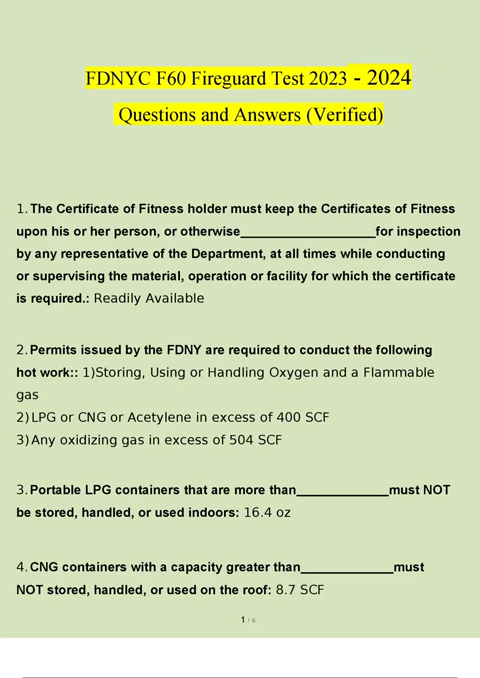 FDNYC F60 Fireguard Test 2023 - 2024
Questions and Answers (Verified)
1. The Certificate of Fitness holder must keep the Certificates of Fitness
upon his or her person, or otherwise____________________for inspection
by any representative of the Department, at all times while conducting
or supervising the material, operation or facility for which the certificate
is required.: Readily Available
2. Permits issued by the FDNY are required to conduct the following
hot work:: 1)Storing, Using or Handling Oxygen and a Flammable
gas
2) LPG or CNG or Acetylene in excess of 400 SCF
3) Any oxidizing gas in excess of 504 SCF
3. Portable LPG containers that are more than_____________must NOT
be stored, handled, or used indoors: 16.4 oz
4. CNG containers with a capacity greater than_____________must
NOT stored, handled, or used on the roof: 8.7 SCF
1 / 6